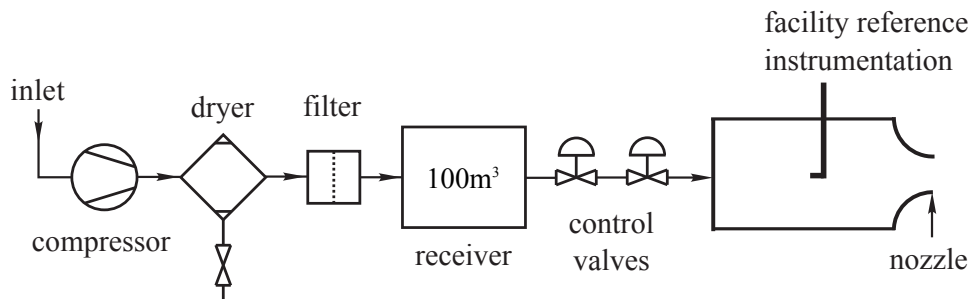 facility reference
instrumentation
inlet
dryer
filter
100m³
compressor
receiver
control
valves
nozzle